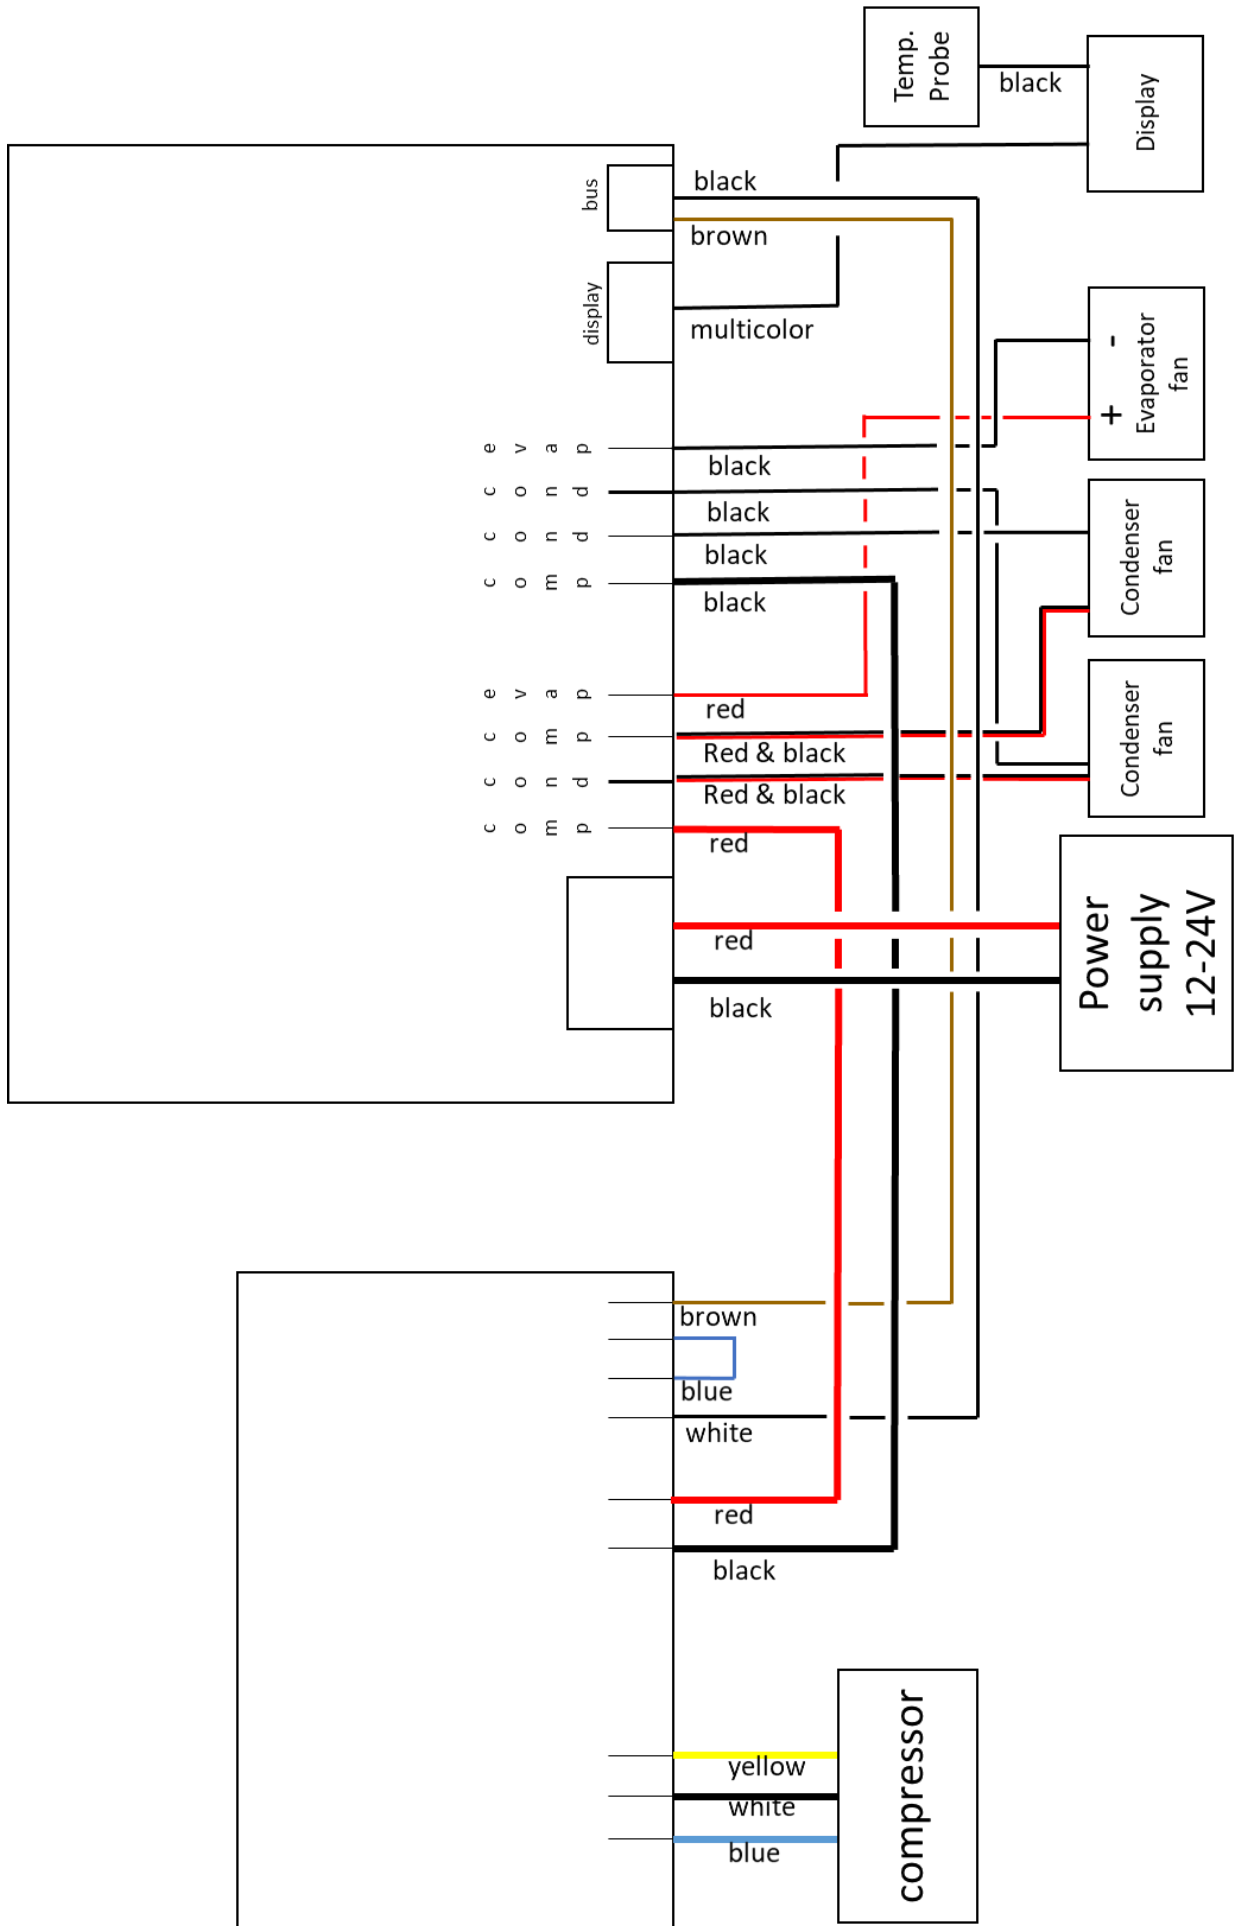 Temp.
Probe
black
Display
bus
black
brown
display
multicolor
-
+
Evaporator
fan
e v a p
black
c o n d
black
c o n d
black
c o m p
black
Condenser
fan
e v a p
red
c o m p
Red & black
c o n d
Red & black
c o m p
red
Condenser
fan
red
black
Power
supply
12-24V
brown
blue
white
red
black
yellow
white
blue
compressor